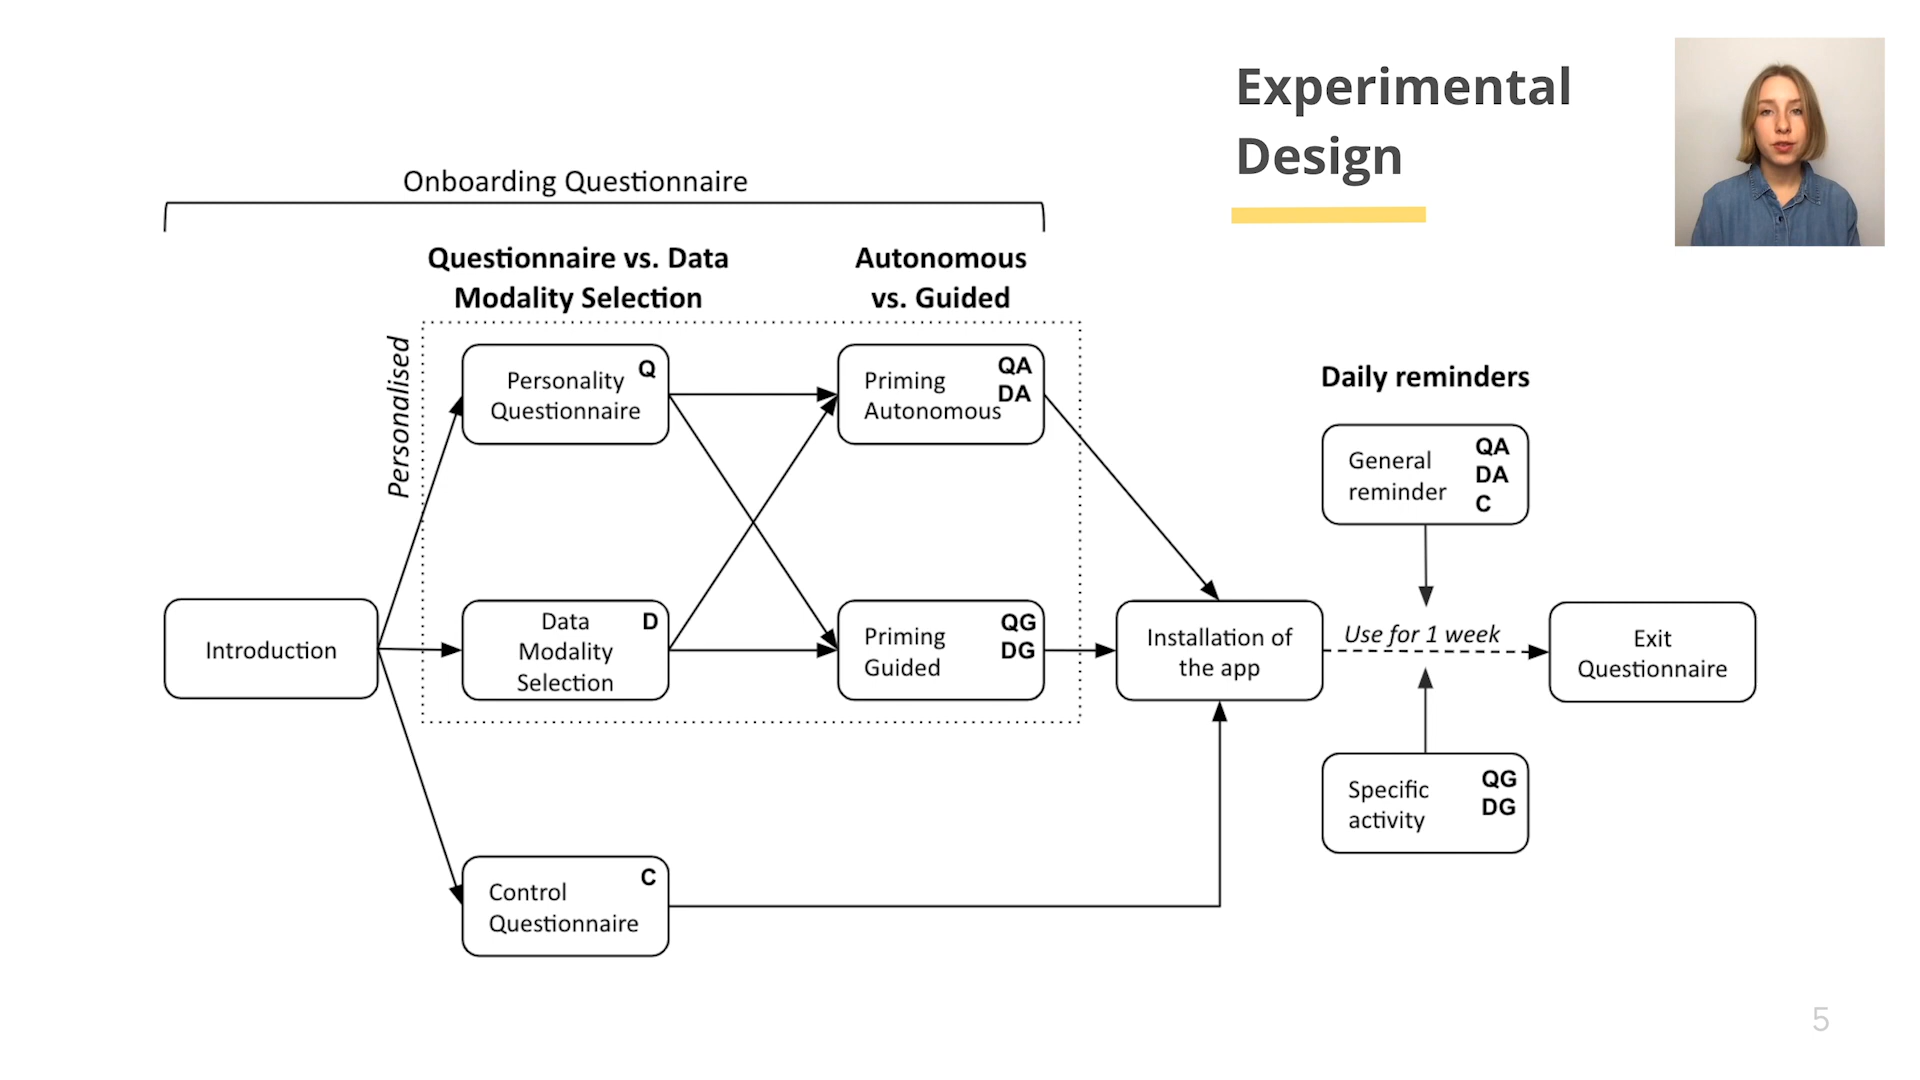 Experimental
Design
Onboarding Questionnaire
Questionnaire vs. Data
Modality Selection
Autonomous
vs. Guided
Personalised
Personality
Questionnaire
Q
Priming
Autonomous
QA
DA
Daily reminders
General
reminder
QA
DA
C
Introduction
Data
Modality
Selection
D
Priming
Guided
QG
DG
Installation of
the app
Use for 1 week
Exit
Questionnaire
Specific
activity
QG
DG
Control
Questionnaire
C
5